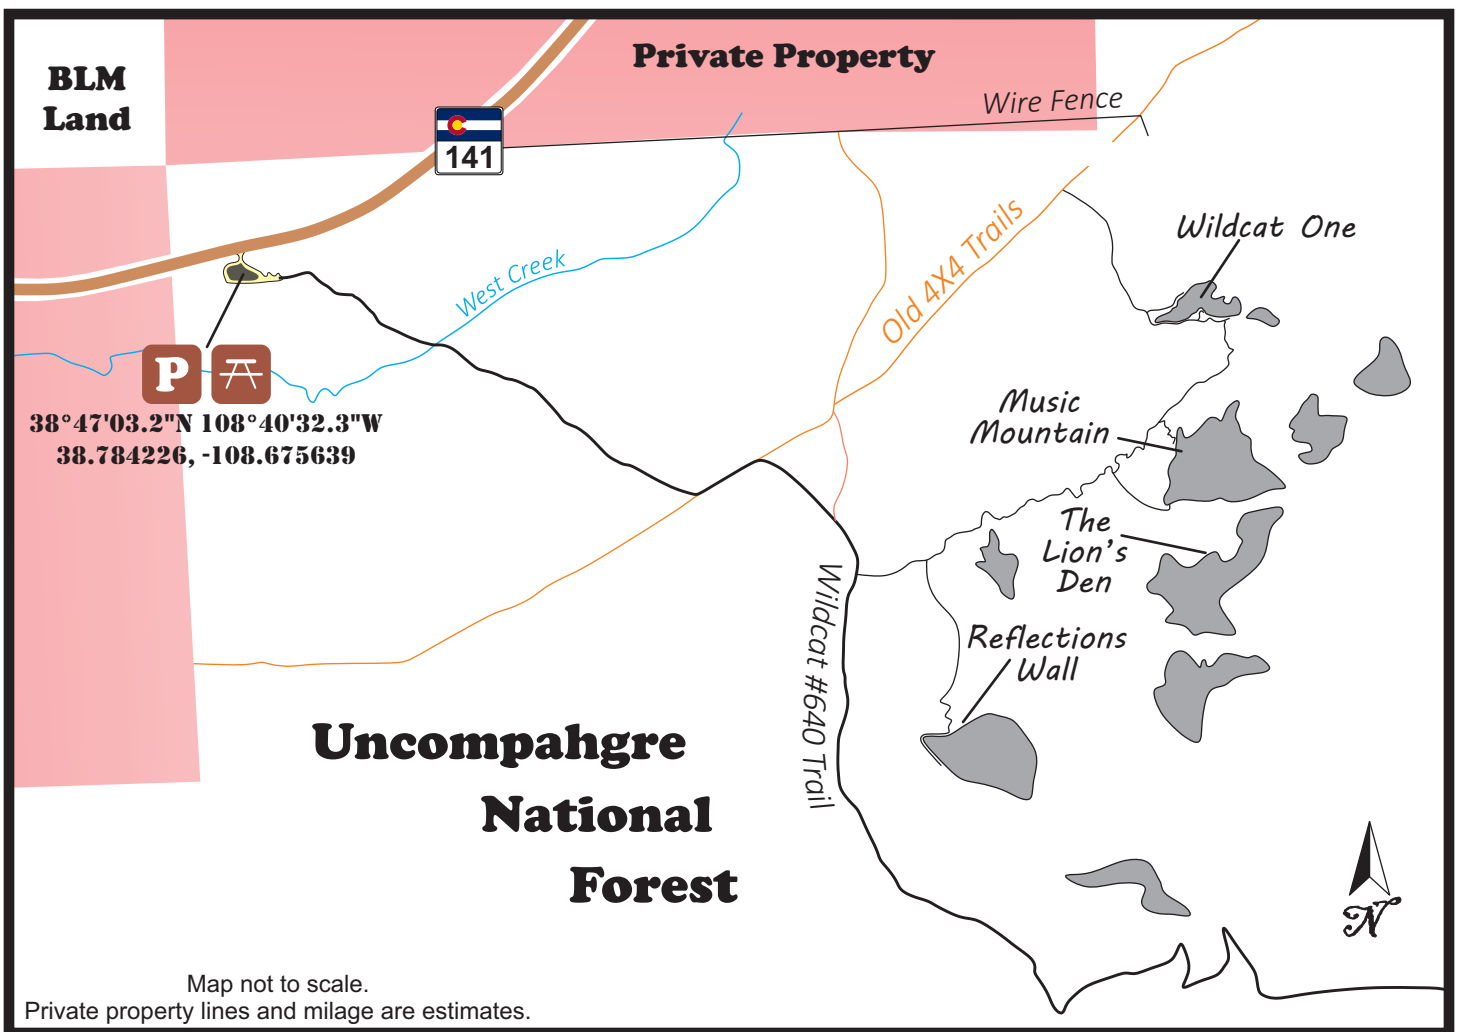 BLM
Land
Private Property
Wire Fence
141
Wildcat One
West Creek
Old 4X4 Trails
P
38°47'03.2"N 108°40'32.3"W
38.784226, -108.675639
Music
Mountain
The
Lion's
Den
Wildcat #640 Trail
Reflections
Wall
Uncompahgre
National
Forest
N
Map not to scale.
Private property lines and milage are estimates.